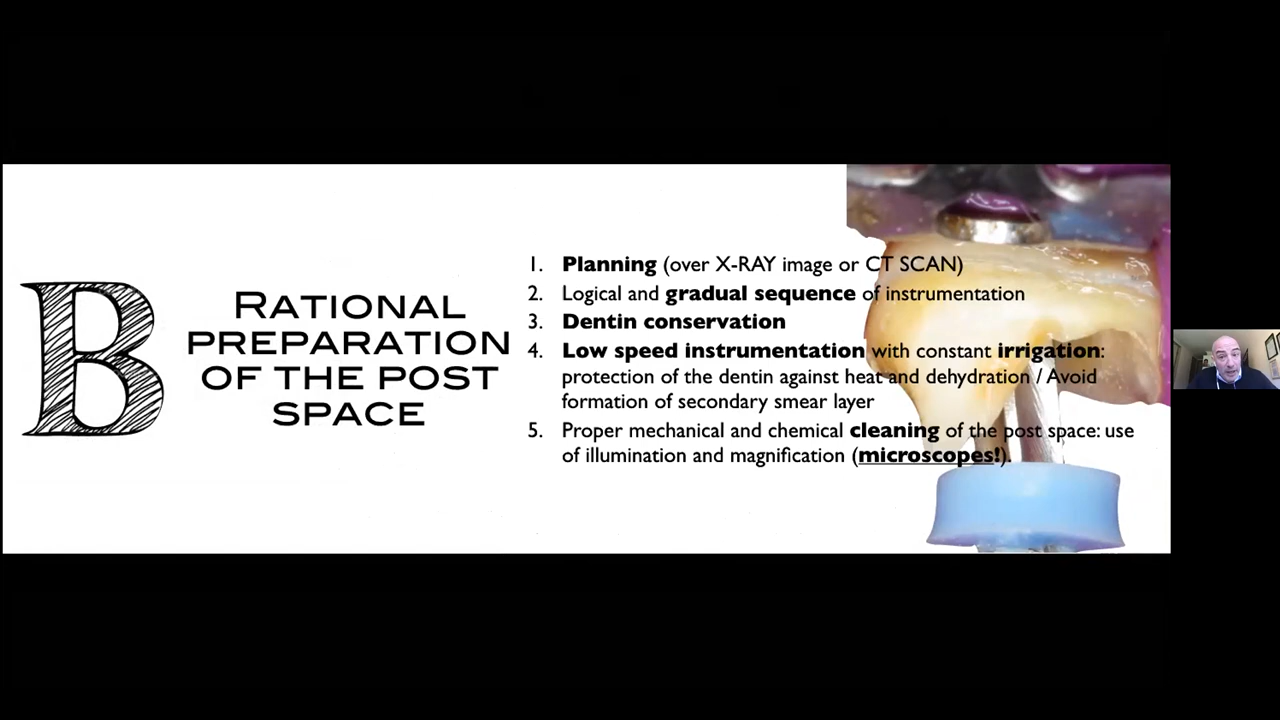 B
RATIONAL
PREPARATION
OF THE POST
SPACE
1. Planning (over X-RAY image or CT SCAN)
2. Logical and gradual sequence of instrumentation
3. Dentin conservation
4. Low speed instrumentation with constant irrigation:
protection of the dentin against heat and dehydration / Avoid
formation of secondary smear layer
5. Proper mechanical and chemical cleaning of the post space: use
of illumination and magnification (microscopes!).